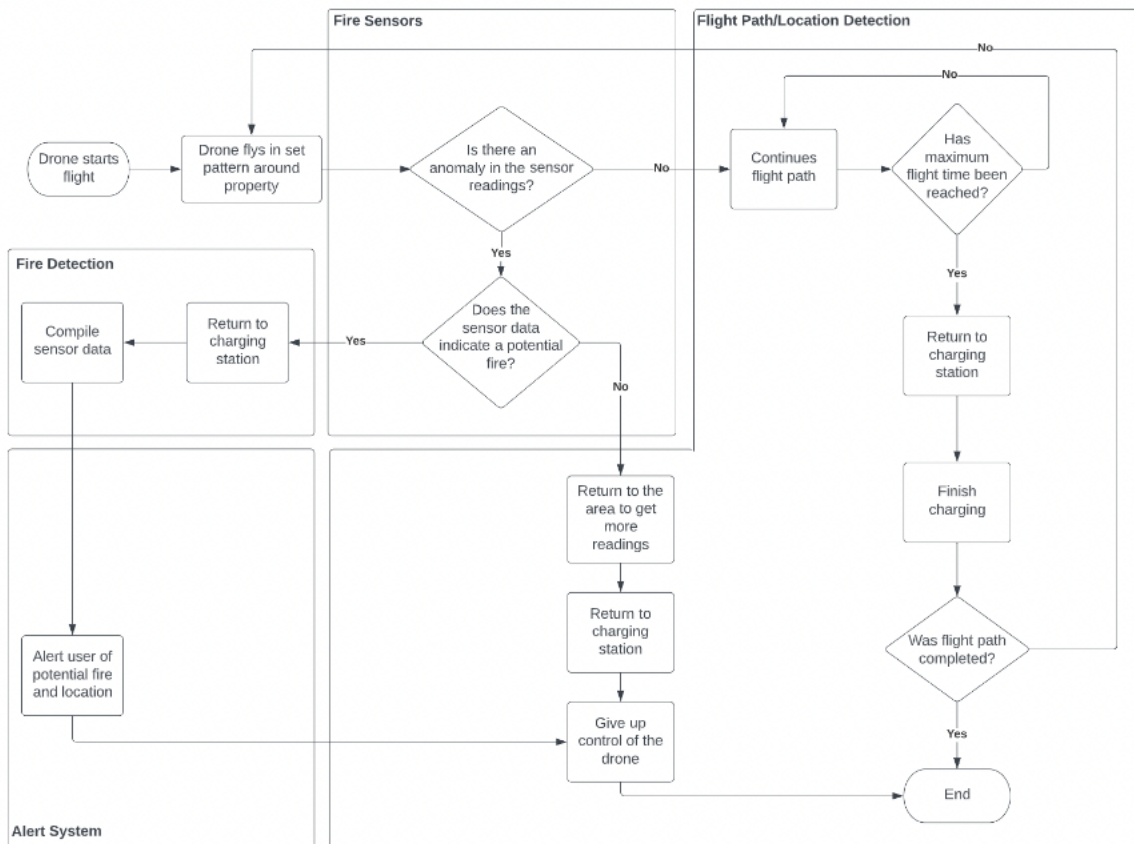 Fire Sensors
Flight Path/Location Detection
No
No
Drone starts
flight
Drone flys in set
pattern around
property
Is there an
anomaly in the sensor
readings?
No
Continues
flight path
Has
maximum
flight time been
reached?
Yes
Yes
Fire Detection
Compile
sensor data
Return to
charging
station
Yes
Does the
sensor data
indicate a potential
fire?
No
Return to
charging
station
Return to the
area to get
more
readings
Finish
charging
Return to
charging
station
Was flight path
completed?
Alert user of
potential fire
and location
Give up
control of the
drone
Yes
End
Alert System